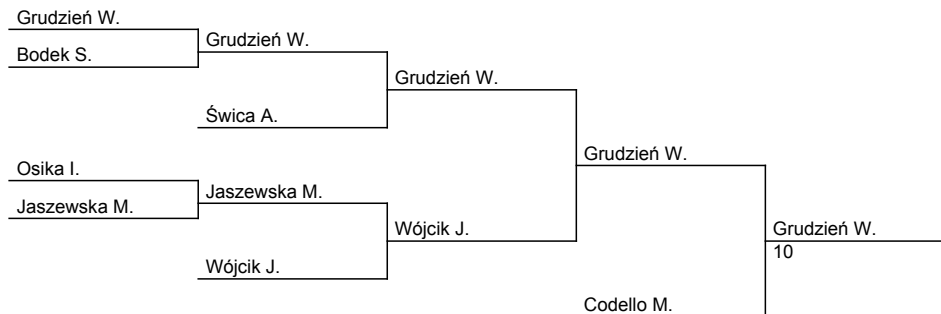 Grudzień W.
Bodek S.
Grudzień W.
Świca A.
Grudzień W.
Osika I.
Jaszewska M.
Jaszewska M.
Wójcik J.
Wójcik J.
Grudzień W.
Codello M.
Grudzień W.
10